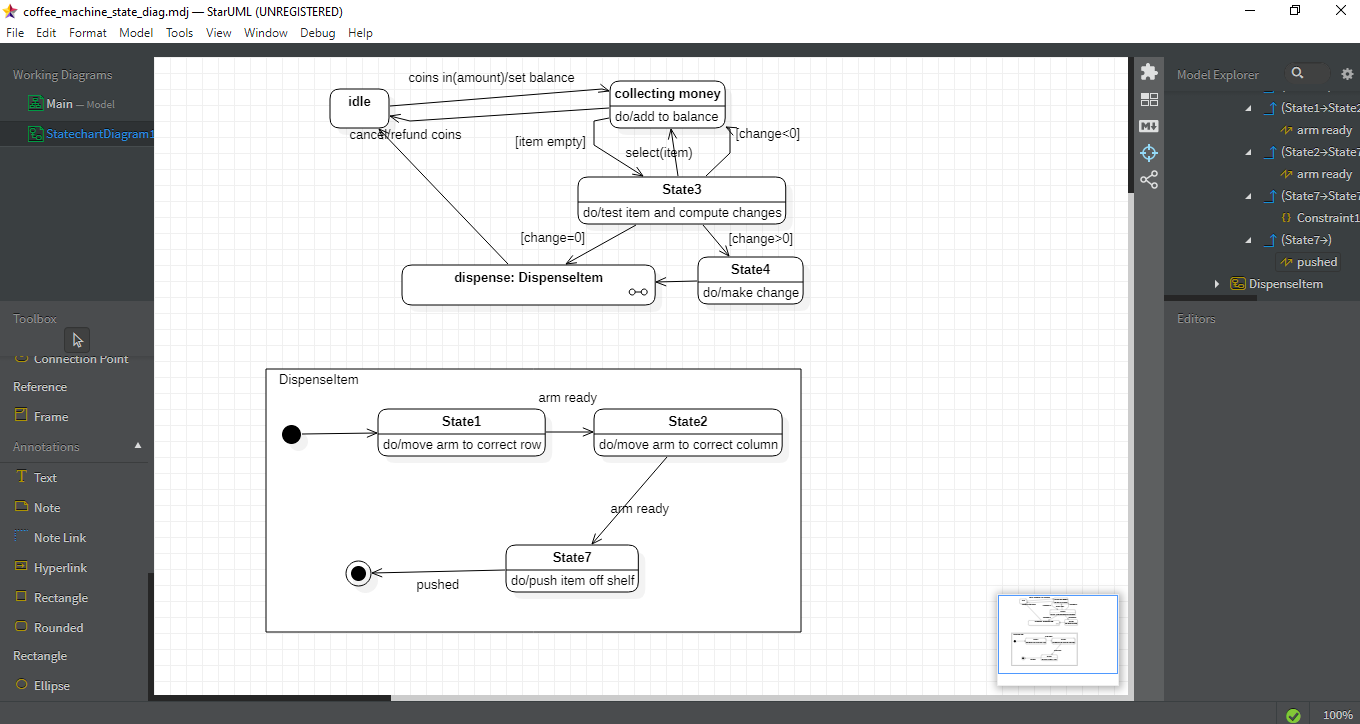 coffee_machine_state_diag.mdj — StarUML (UNREGISTERED)
File Edit Format Model Tools View Window Debug Help
Working Diagrams
Main — Model
StatechartDiagram1
Toolbox
Connection Point
Reference
Frame
Annotations
Text
Note
Note Link
Hyperlink
Rectangle
Rounded
Rectangle
Ellipse
coins in(amount)/set balance
idle
collecting money
do/add to balance
cancel/refund coins
[item empty]
select(item)
[change<0]
State3
do/test item and compute changes
[change=0]
[change>0]
dispense: DispenseItem
State4
do/make change
DispenseItem
arm ready
State1
do/move arm to correct row
State2
do/move arm to correct column
arm ready
State7
do/push item off shelf
pushed
Model Explorer
(State1→State2
arm ready
(State2→State7
arm ready
(State7→State7
Constraint1
(State7→)
pushed
DispenseItem
Editors
100%